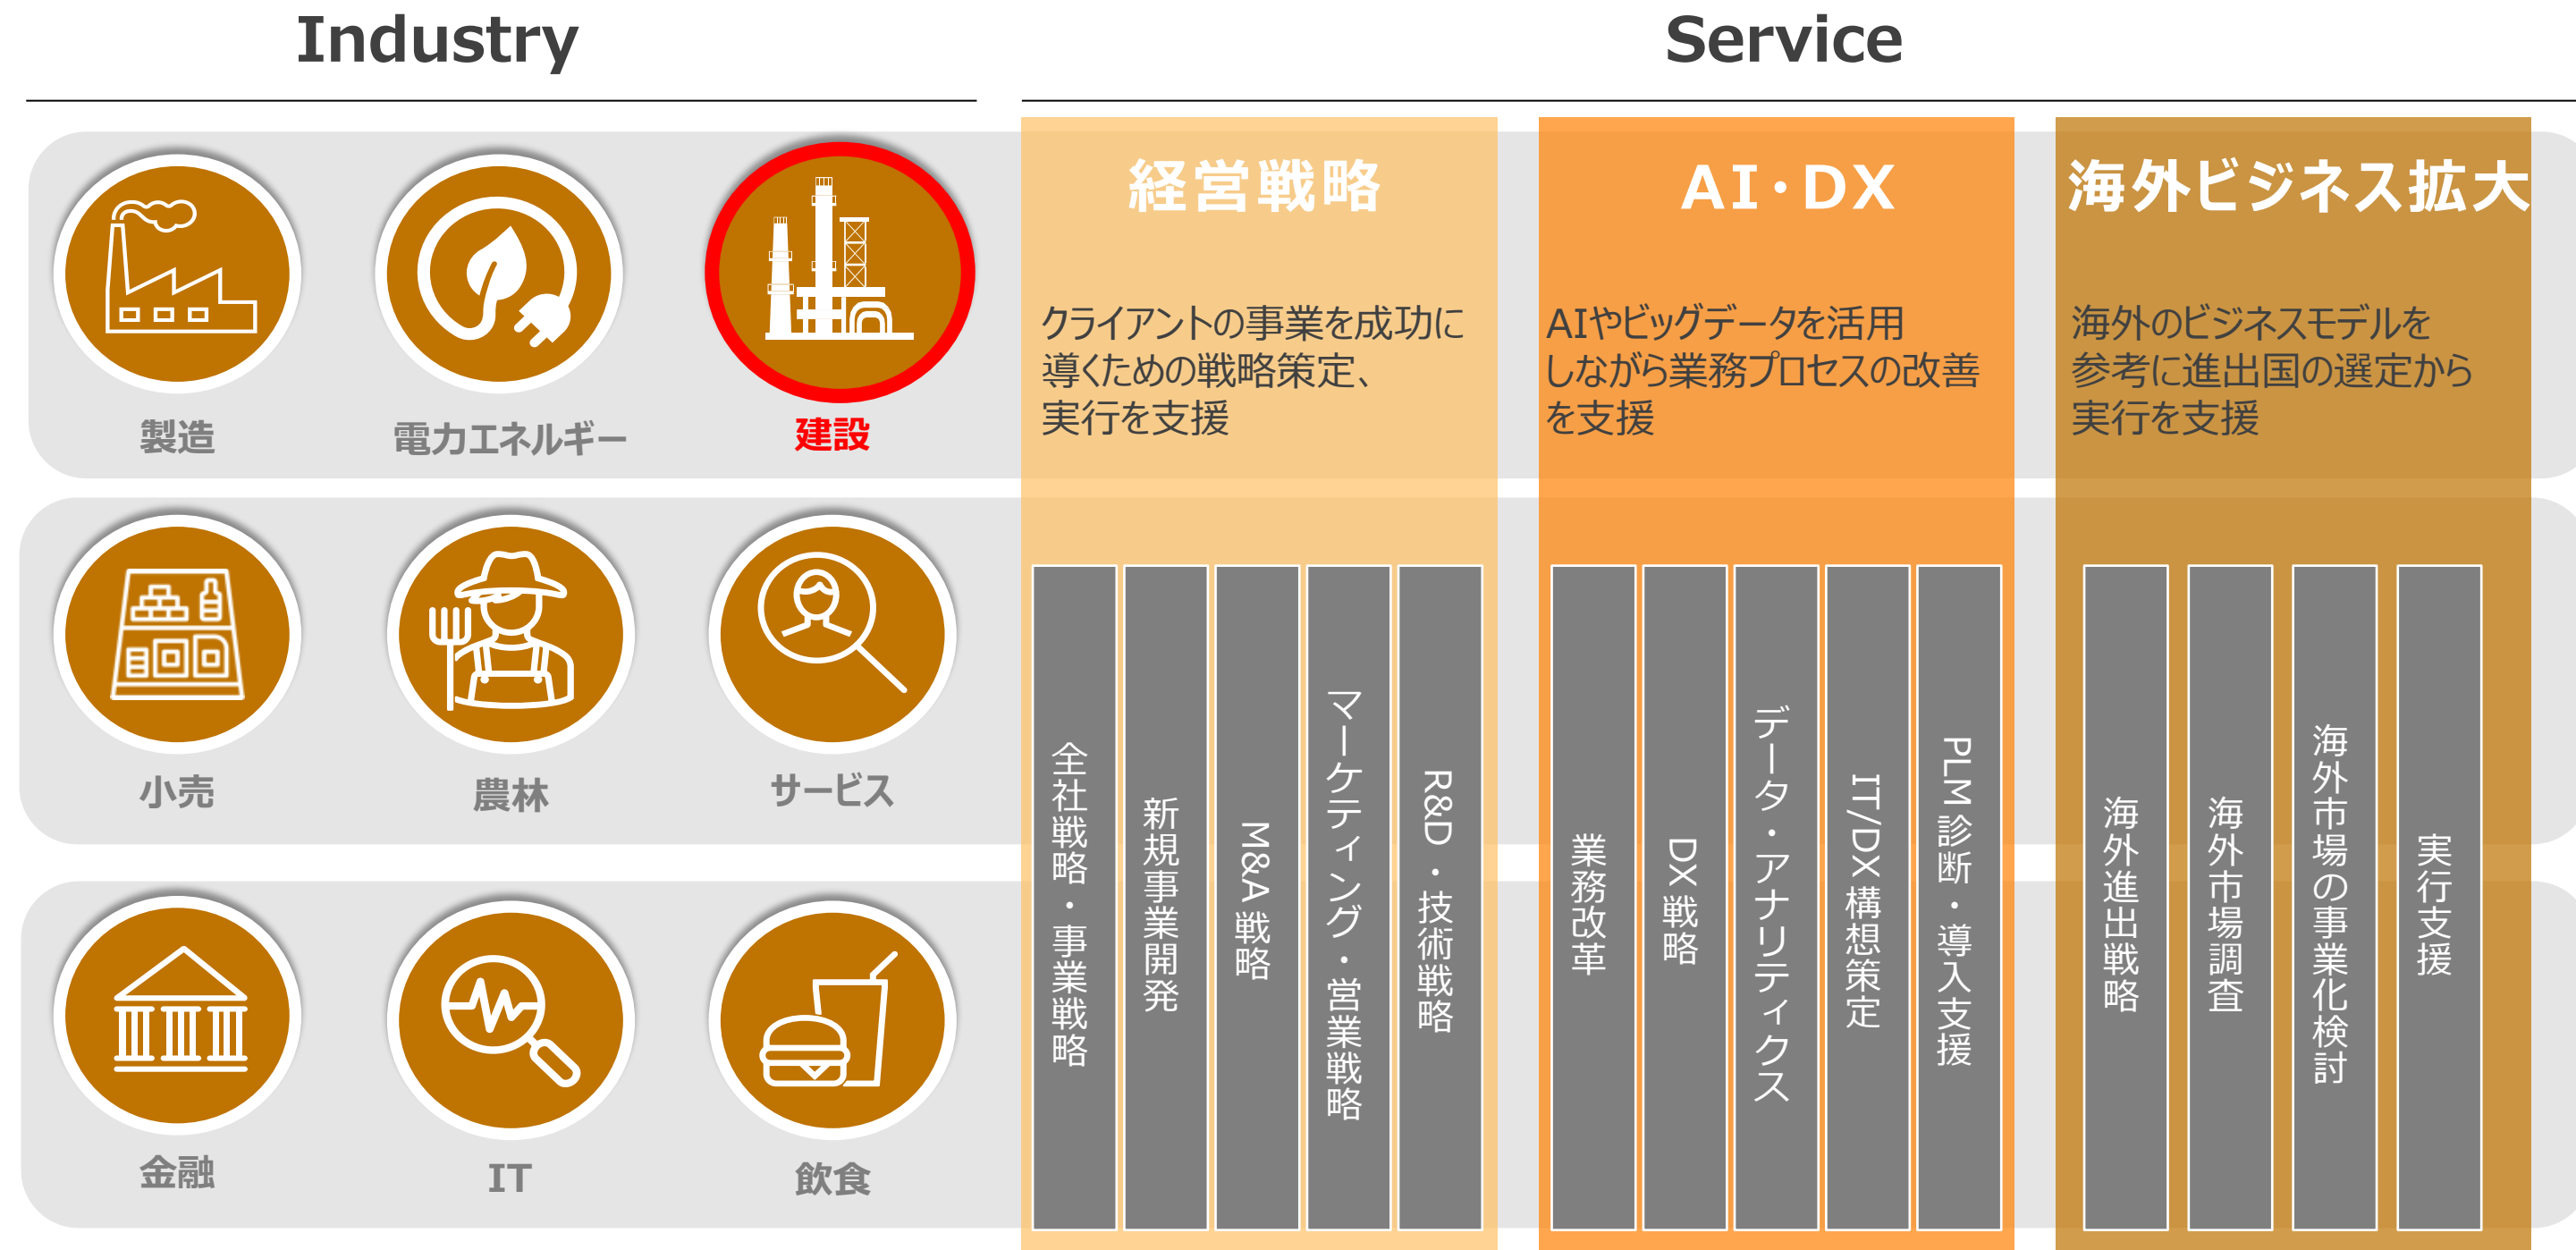 Industry
Service
製造
電力エネルギー
建設
小売
農林
サービス
金融
IT
飲食
経営戦略
クライアントの事業を成功に
導くための戦略策定、
実行を支援
全社戦略・事業戦略
新規事業開発
M&A 戦略
マーケティング・営業戦略
R&D・技術戦略
AI・DX
AIやビッグデータを活用
しながら業務プロセスの改善
を支援
業務改革
DX 戦略
データ・アナリティクス
IT/DX 構想策定
PLM 診断・導入支援
海外ビジネス拡大
海外のビジネスモデルを
参考に進出国の選定から
実行を支援
海外進出戦略
海外市場調査
海外市場の事業化検討
実行支援